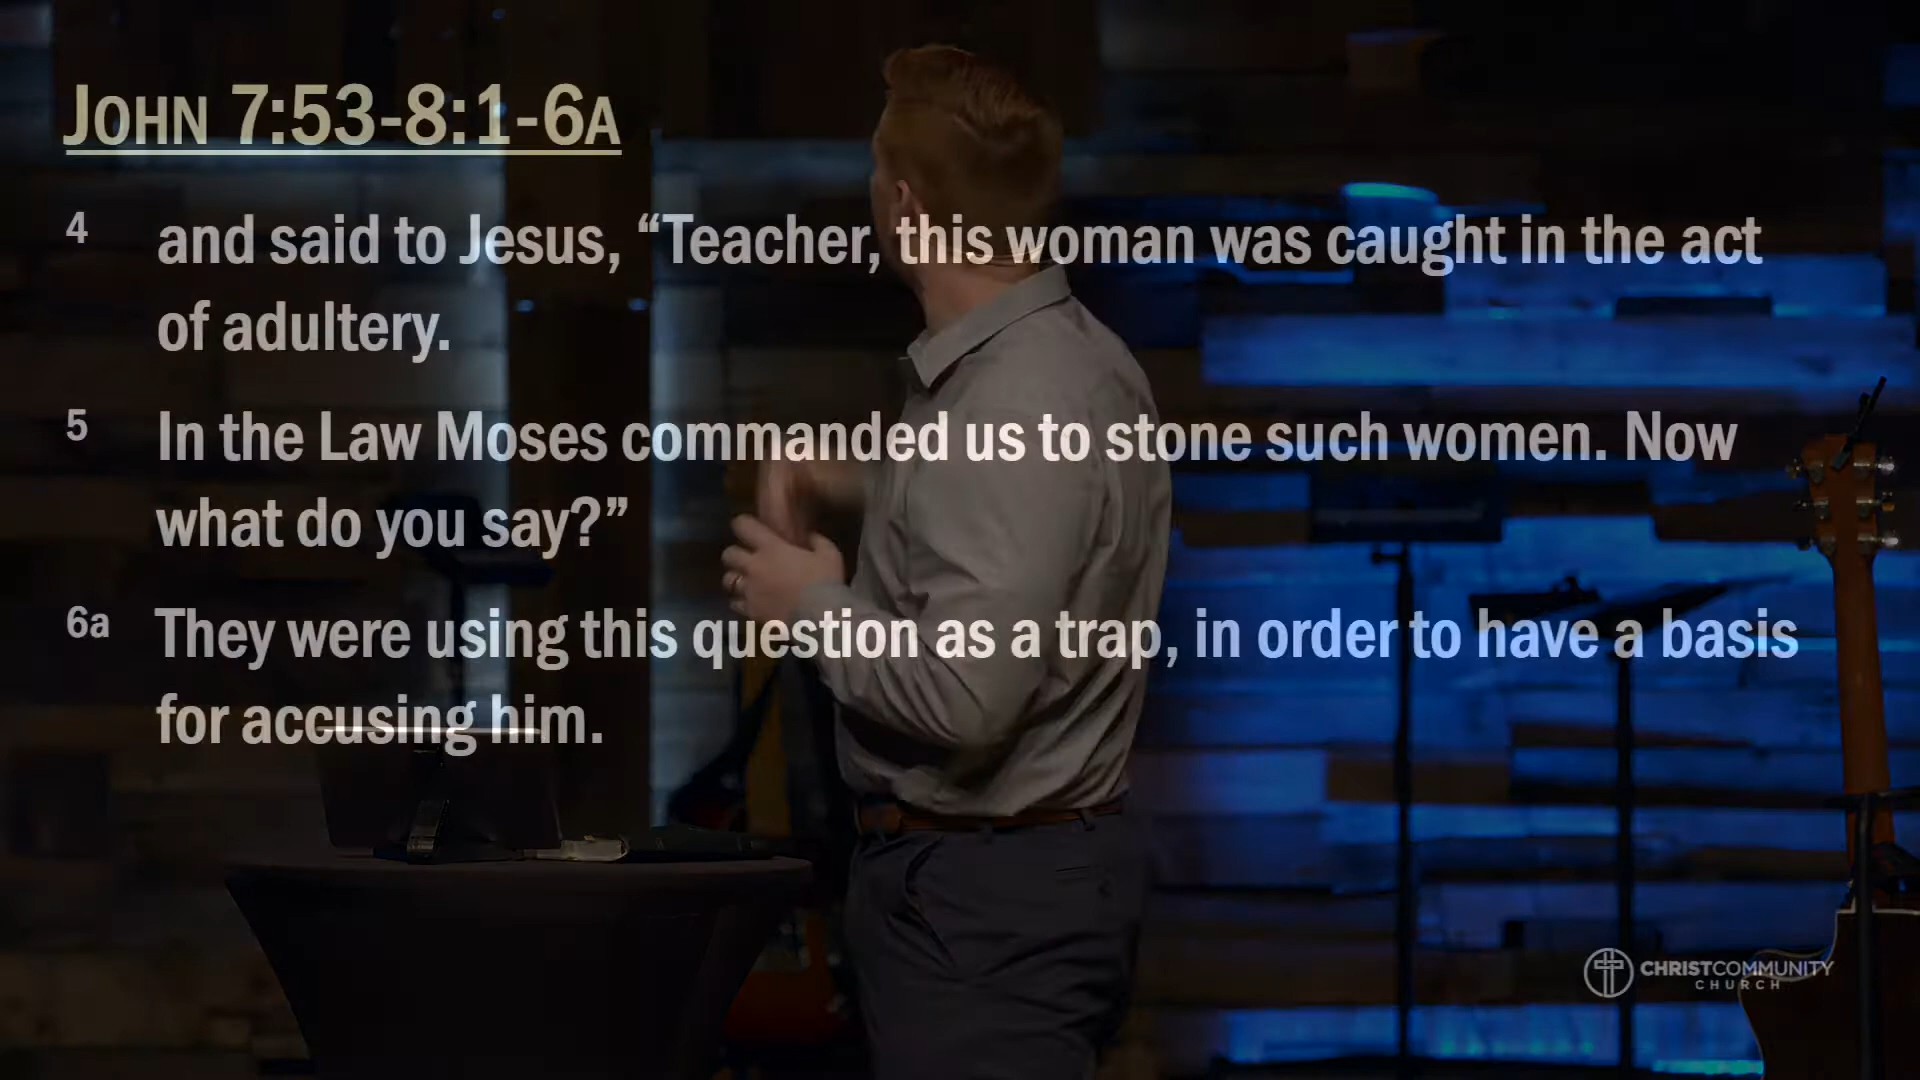 JOHN 7:53-8:1-6A
4 and said to Jesus, “Teacher, this woman was caught in the act
of adultery.
5 In the Law Moses commanded us to stone such women. Now
what do you say?”
6a They were using this question as a trap, in order to have a basis
for accusing him.
CHRISTCOMMUNITY
CHURCH